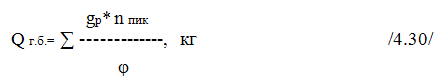 gр* n пик
Q г.б.= ∑ --------------, кг /4.30/
φ